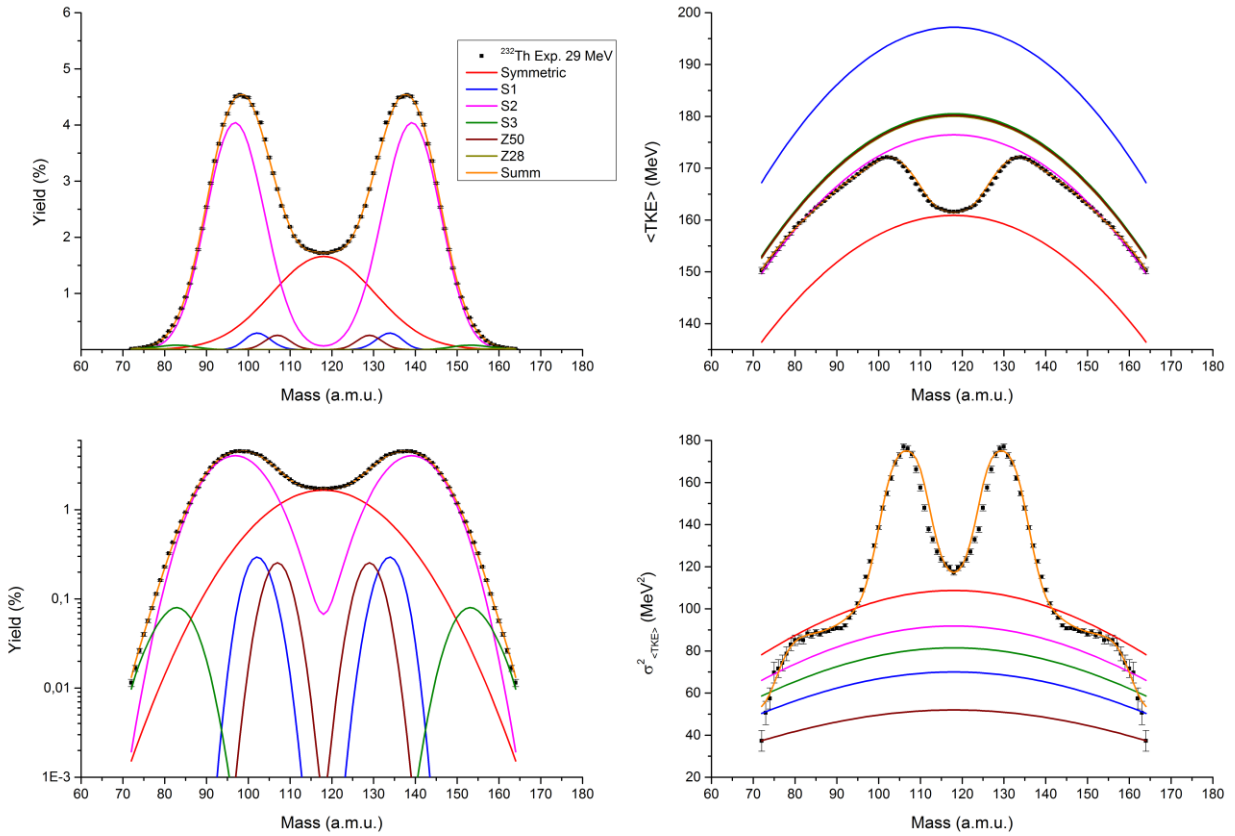 6
5
4
3
2
1
60 70 80 90 100 110 120 130 140 150 160 170 180
Mass (a.m.u.)
Yield (%)
²³²Th Exp. 29 MeV
Symmetric
S1
S2
S3
Z50
Z28
Summ
200
190
180
170
160
150
140
60 70 80 90 100 110 120 130 140 150 160 170 180
Mass (a.m.u.)
<TKE> (MeV)
1
0,1
0,01
1E-3
60 70 80 90 100 110 120 130 140 150 160 170 180
Mass (a.m.u.)
Yield (%)
180
160
140
120
100
80
60
40
20
60 70 80 90 100 110 120 130 140 150 160 170 180
Mass (a.m.u.)
σ²<TKE> (MeV²)